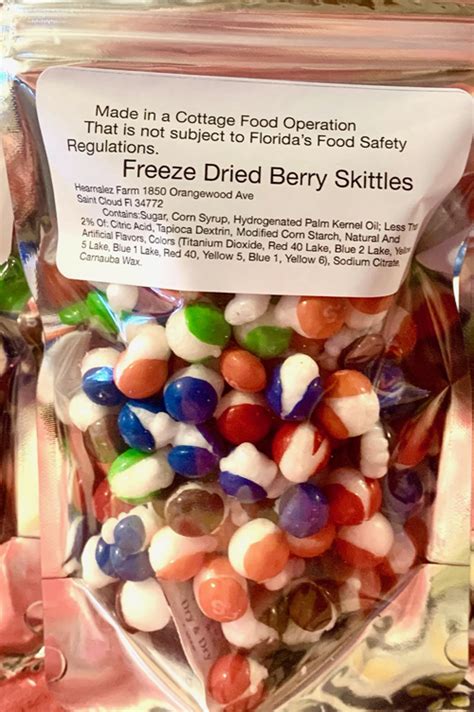 Made in a Cottage Food Operation
That is not subject to Florida's Food Safety
Regulations.
Freeze Dried Berry Skittles
Hearnalez Farm 1850 Orangewood Ave
Saint Cloud Fl 34772
Contains:Sugar, Corn Syrup, Hydrogenated Palm Kernel Oil; Less Than
2% Of: Citric Acid, Tapioca Dextrin, Modified Corn Starch, Natural And
Artificial Flavors, Colors (Titanium Dioxide, Red 40 Lake, Blue 2 Lake, Yellow
5 Lake, Blue 1 Lake, Red 40, Yellow 5, Blue 1, Yellow 6), Sodium Citrate,
Carnauba Wax.
S
S
Dry & Dry